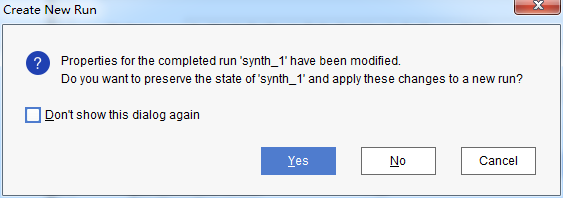 Create New Run
?
Properties for the completed run 'synth_1' have been modified.
Do you want to preserve the state of 'synth_1' and apply these changes to a new run?
Don't show this dialog again
Yes
No
Cancel